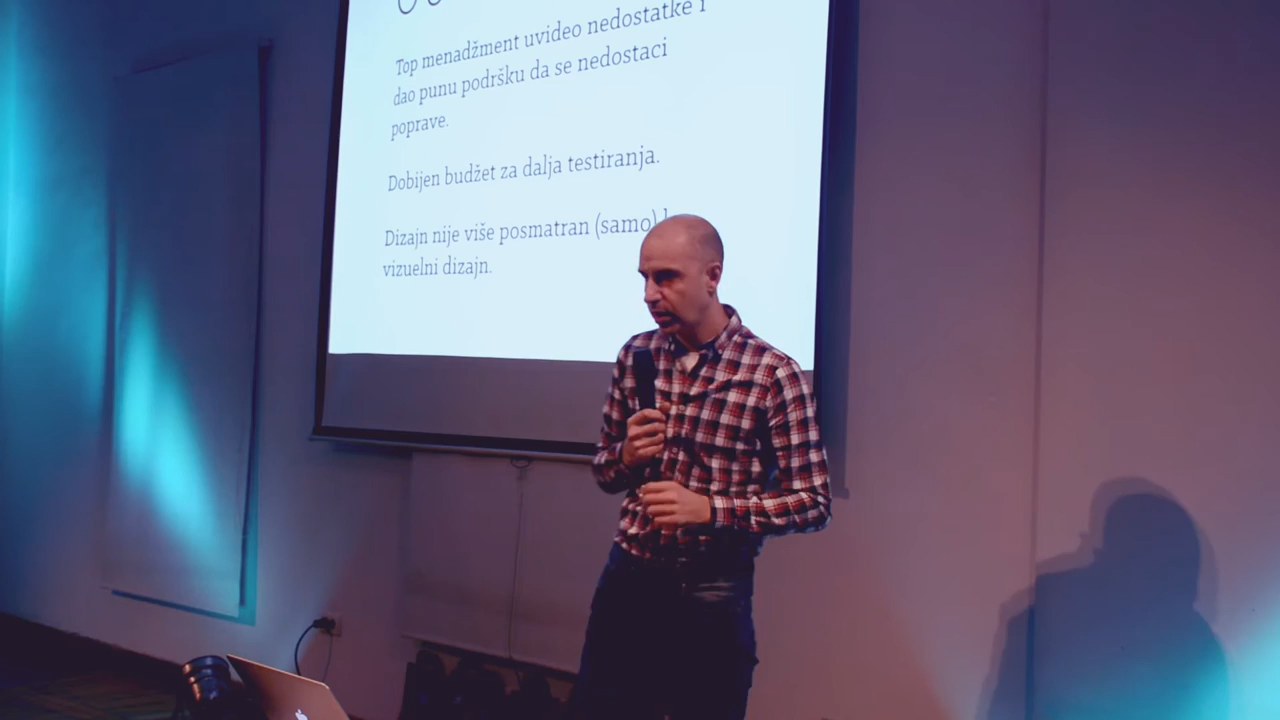 Top menadžment uvideo nedostatke i
dao punu podršku da se nedostaci
poprave.
Dobijen budžet za dalja testiranja.
Dizajn nije više posmatran (samo)
vizuelni dizajn.